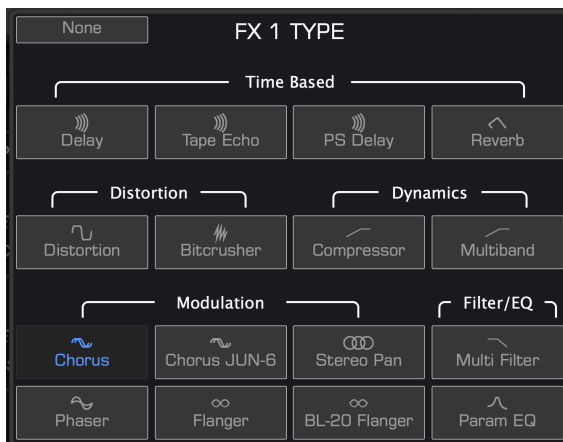 None
FX 1 TYPE
Time Based
Delay
Tape Echo
PS Delay
Reverb
Distortion
Dynamics
Distortion
Bitcrusher
Compressor
Multiband
Modulation
Filter/EQ
Chorus
Chorus JUN-6
Stereo Pan
Multi Filter
Phaser
Flanger
BL-20 Flanger
Param EQ